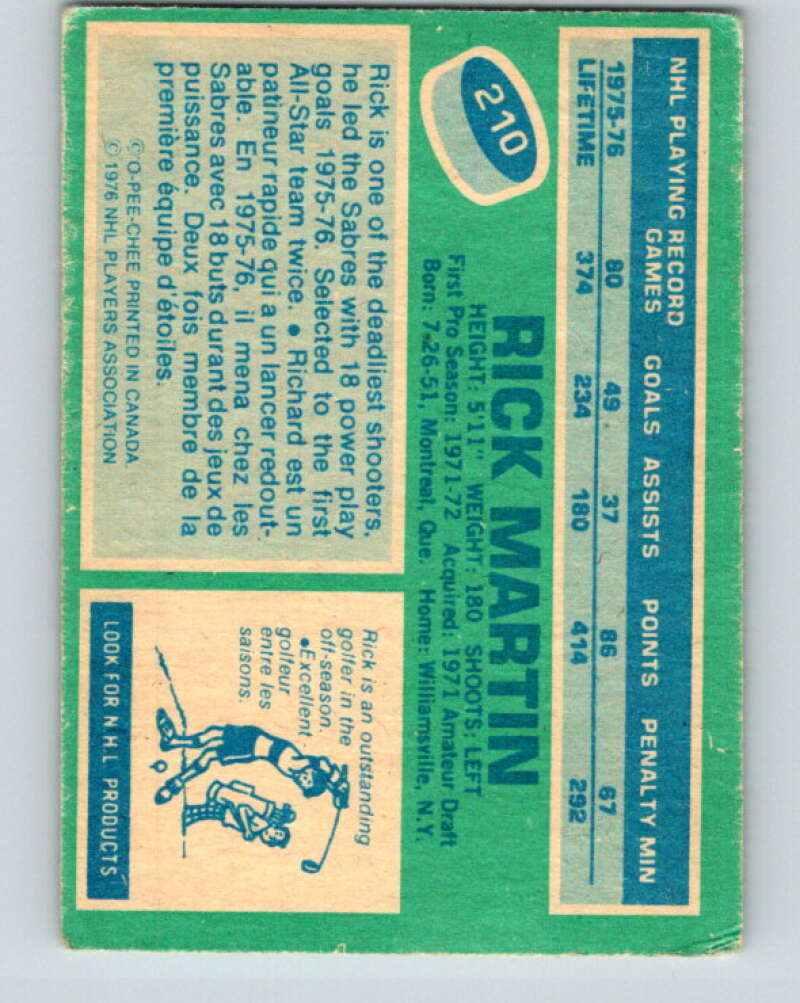 NHL PLAYING RECORD
GAMES GOALS ASSISTS POINTS PENALTY MIN
1975-76 80 49 37 86 67
LIFETIME 374 234 180 414 292
210
RICK MARTIN
HEIGHT: 5'11" WEIGHT: 180 SHOOTS: LEFT
First Pro Season: 1971-72 Acquired: 1971 Amateur Draft
Born: 7-26-51, Montreal, Que. Home: Williamsville, N.Y.
Rick is one of the deadliest shooters,
he led the Sabres with 18 power play
goals 1975-76. Selected to the first
All-Star team twice. ● Richard est un
patineur rapide qui a un lancer redout-
able. En 1975-76, il mena chez les
Sabres avec 18 buts durant des jeux de
puissance. Deux fois membre de la
première équipe d'étoiles.
©O-PEE-CHEE PRINTED IN CANADA
©1976 NHL PLAYERS ASSOCIATION
Rick is an outstanding
golfer in the
off-season.
●Excellent
golfeur
entre les
saisons.
LOOK FOR N.H.L PRODUCTS